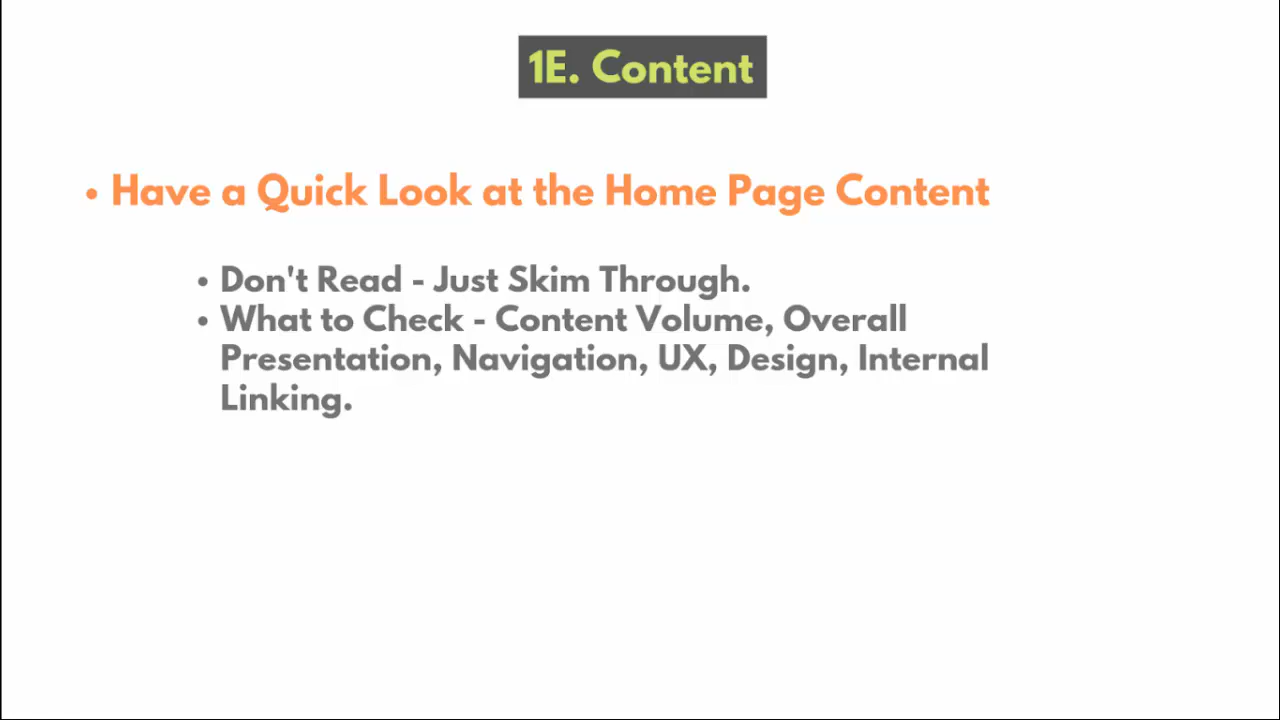 1E. Content
• Have a Quick Look at the Home Page Content
• Don't Read - Just Skim Through.
• What to Check - Content Volume, Overall
Presentation, Navigation, UX, Design, Internal
Linking.